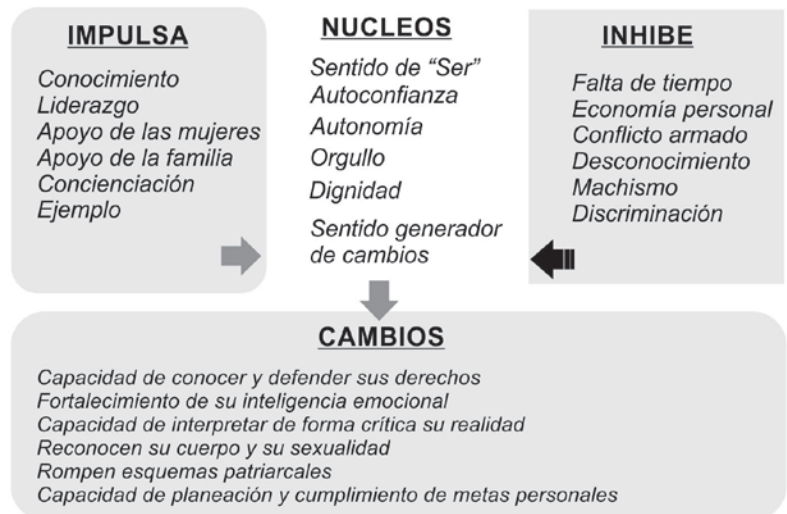 IMPULSA
Conocimiento
Liderazgo
Apoyo de las mujeres
Apoyo de la familia
Concienciación
Ejemplo
NUCLEOS
Sentido de “Ser”
Autoconfianza
Autonomía
Orgullo
Dignidad
Sentido generador
de cambios
INHIBE
Falta de tiempo
Economía personal
Conflicto armado
Desconocimiento
Machismo
Discriminación
CAMBIOS
Capacidad de conocer y defender sus derechos
Fortalecimiento de su inteligencia emocional
Capacidad de interpretar de forma crítica su realidad
Reconocen su cuerpo y su sexualidad
Rompen esquemas patriarcales
Capacidad de planeación y cumplimiento de metas personales